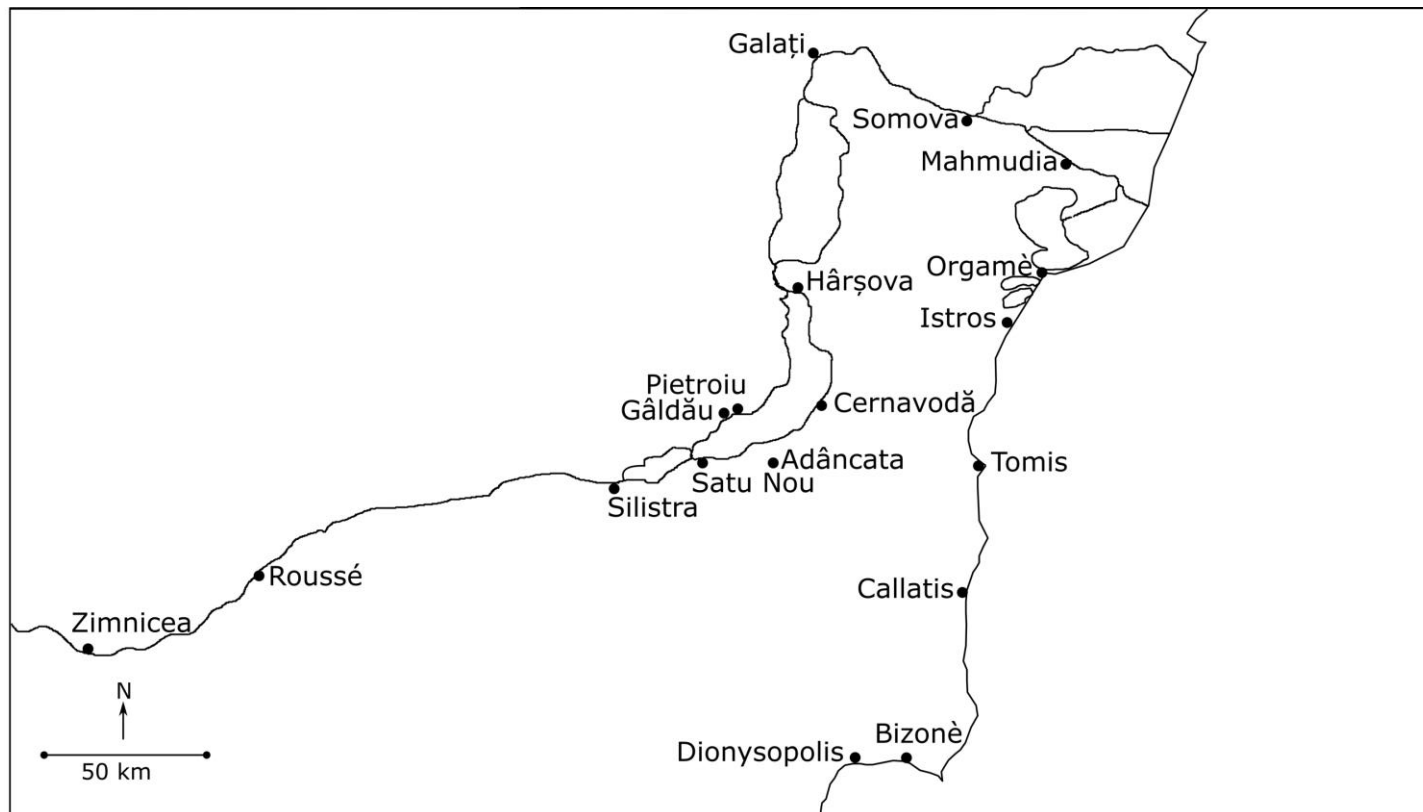 Galați
Somova
Mahmudia
Orgamè
Hârșova
Istros
Pietroiu
Gâldău
Cernavodă
Adâncata
Tomis
Satu Nou
Silistra
Roussé
Callatis
Zimnicea
N
Bizonè
Dionysopolis
50 km